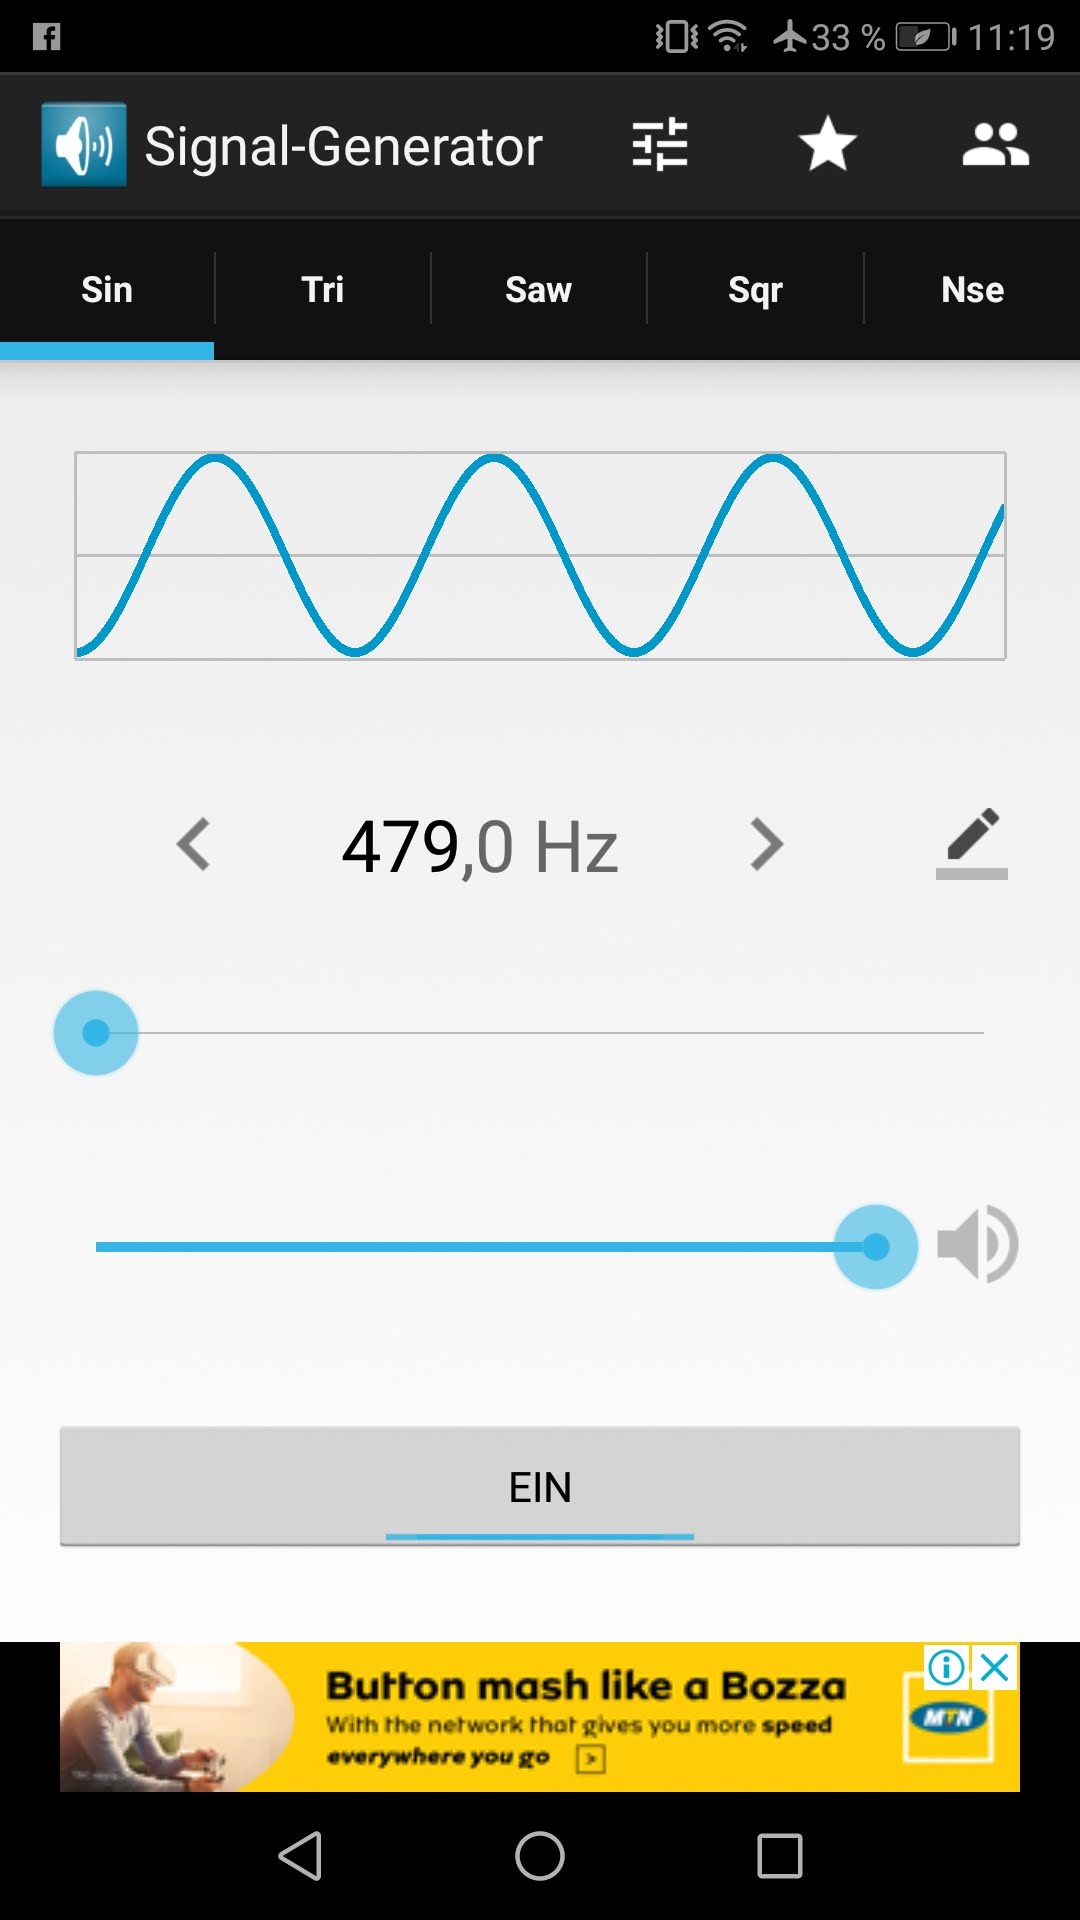 33 % 11:19
Signal-Generator
Sin Tri Saw Sqr Nse
479,0 Hz
EIN
Button mash like a Bozza
With the network that gives you more speed
everywhere you go
MTN